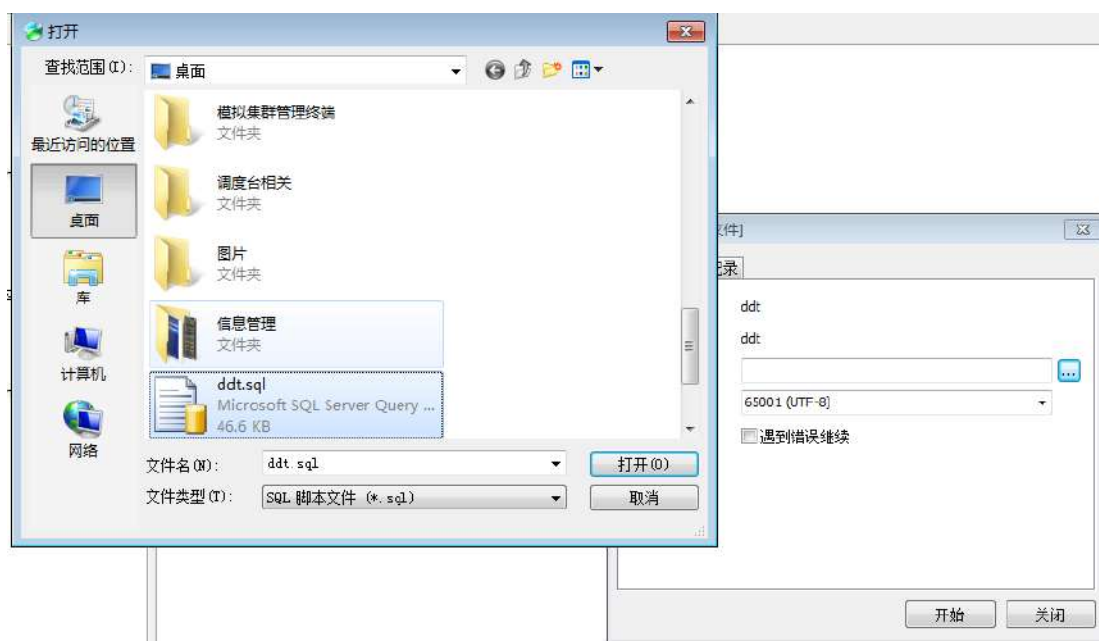 打开
查找范围(I):
桌面
最近访问的位置
桌面
库
计算机
网络
模拟集群管理终端
文件夹
调度台相关
文件夹
图片
文件夹
信息管理
文件夹
ddt.sql
Microsoft SQL Server Query ...
46.6 KB
文件名(N):
ddt.sql
打开(O)
文件类型(T):
SQL 脚本文件 (*.sql)
取消
文件]
记录
ddt
ddt
...
65001 (UTF-8)
遇到错误继续
开始
关闭